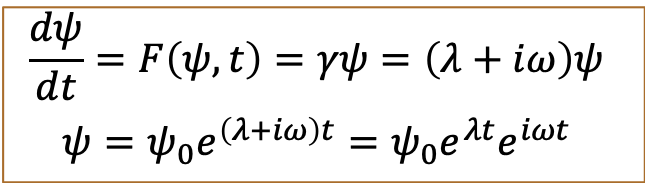 dψ/dt = F(ψ, t) = γψ = (λ + iω)ψ
ψ = ψ₀e^(λ+iω)t = ψ₀e^λt e^iωt